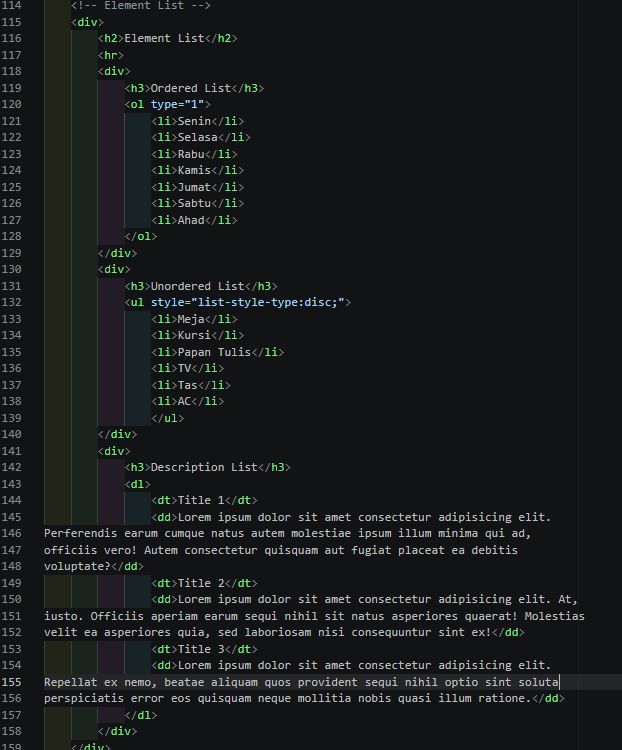 114 <!-- Element List -->
115 <div>
116 <h2>Element List</h2>
117 <hr>
118 <div>
119 <h3>Ordered List</h3>
120 <ol type="1">
121 <li>Senin</li>
122 <li>Selasa</li>
123 <li>Rabu</li>
124 <li>Kamis</li>
125 <li>Jumat</li>
126 <li>Sabtu</li>
127 <li>Ahad</li>
128 </ol>
129 </div>
130 <div>
131 <h3>Unordered List</h3>
132 <ul style="list-style-type:disc;">
133 <li>Meja</li>
134 <li>Kursi</li>
135 <li>Papan Tulis</li>
136 <li>TV</li>
137 <li>Tas</li>
138 <li>AC</li>
139 </ul>
140 </div>
141 <div>
142 <h3>Description List</h3>
143 <dl>
144 <dt>Title 1</dt>
145 <dd>Lorem ipsum dolor sit amet consectetur adipisicing elit.
146 Perferendis earum cumque natus autem molestiae ipsum illum minima qui ad,
147 officiis vero! Autem consectetur quisquam aut fugiat placeat ea debitis
148 voluptate?</dd>
149 <dt>Title 2</dt>
150 <dd>Lorem ipsum dolor sit amet consectetur adipisicing elit. At,
151 iusto. Officiis aperiam earum sequi nihil sit natus asperiores quaerat! Molestias
152 velit ea asperiores quia, sed laboriosam nisi consequuntur sint ex!</dd>
153 <dt>Title 3</dt>
154 <dd>Lorem ipsum dolor sit amet consectetur adipisicing elit.
155 Repellat ex nemo, beatae aliquam quos provident sequi nihil optio sint soluta
156 perspiciatis error eos quisquam neque mollitia nobis quasi illum ratione.</dd>
157 </dl>
158 </div>
159 </div>